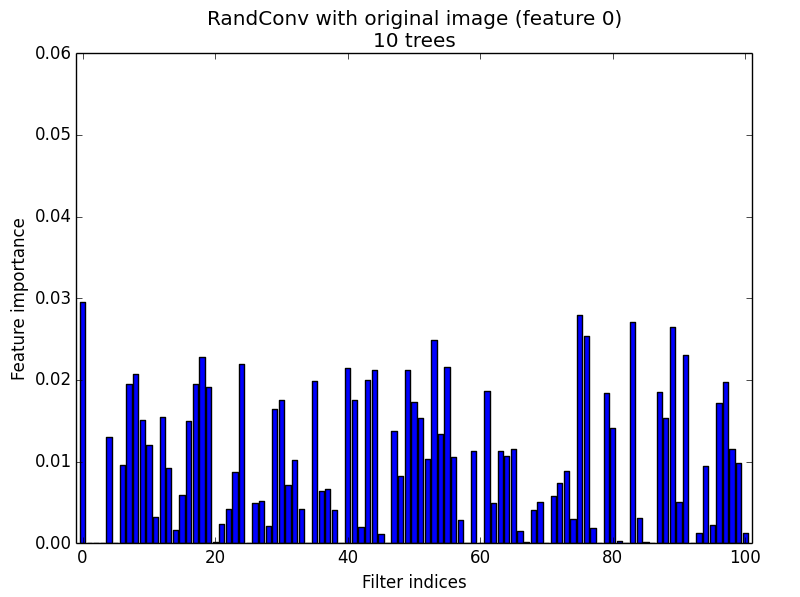 RandConv with original image (feature 0)
10 trees
0.06
0.05
0.04
0.03
0.02
0.01
0.00
Feature importance
0 20 40 60 80 100
Filter indices